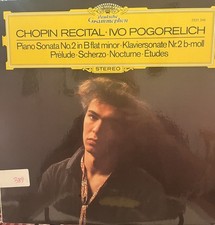 Deutsche
Grammophon
CHOPIN RECITAL · IVO POGORELICH
Piano Sonata No.2 in B flat minor · Klaviersonate Nr.2 b-moll
Prélude · Scherzo · Nocturne · Etudes
STEREO